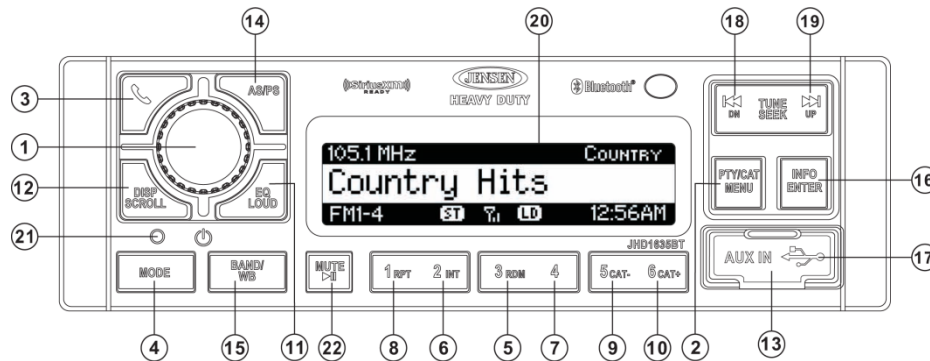 14
20
18
19
3
AS/PS
((SiriusXM))
READY
JENSEN
HEAVY DUTY
Bluetooth®
DN
TUNE
SEEK
UP
1
105.1 MHz
COUNTRY
Country Hits
FM1-4
ST
LD
12:56AM
12
DISP
SCROLL
EQ
LOUD
PTY/CAT
MENU
INFO
ENTER
16
21
JHD1635BT
MODE
BAND/
WB
MUTE
1 RPT
2 INT
3 RDM
4
5 CAT-
6 CAT+
AUX IN
17
4
15
11
22
8
6
5
7
9
10
2
13